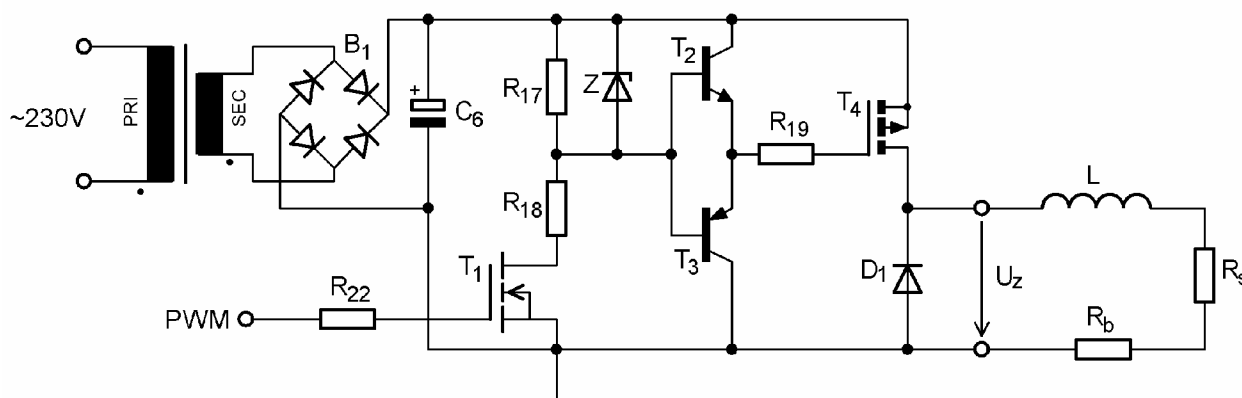 ~230V
PRI
SEC
B1
+
C6
R17
Z
T2
R18
T3
R19
T4
T1
R22
PWM
D1
Uz
L
Rs
Rb